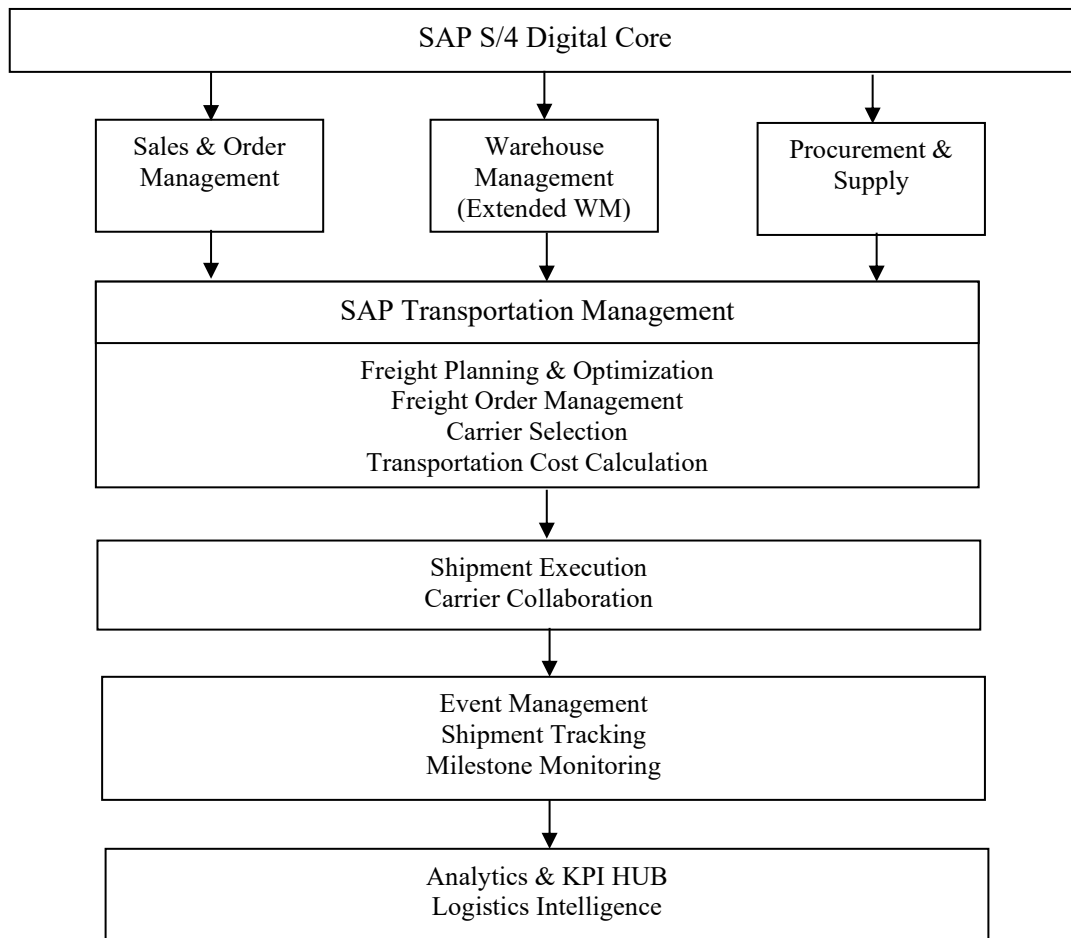 SAP S/4 Digital Core
Sales & Order
Management
Warehouse
Management
(Extended WM)
Procurement &
Supply
SAP Transportation Management
Freight Planning & Optimization
Freight Order Management
Carrier Selection
Transportation Cost Calculation
Shipment Execution
Carrier Collaboration
Event Management
Shipment Tracking
Milestone Monitoring
Analytics & KPI HUB
Logistics Intelligence